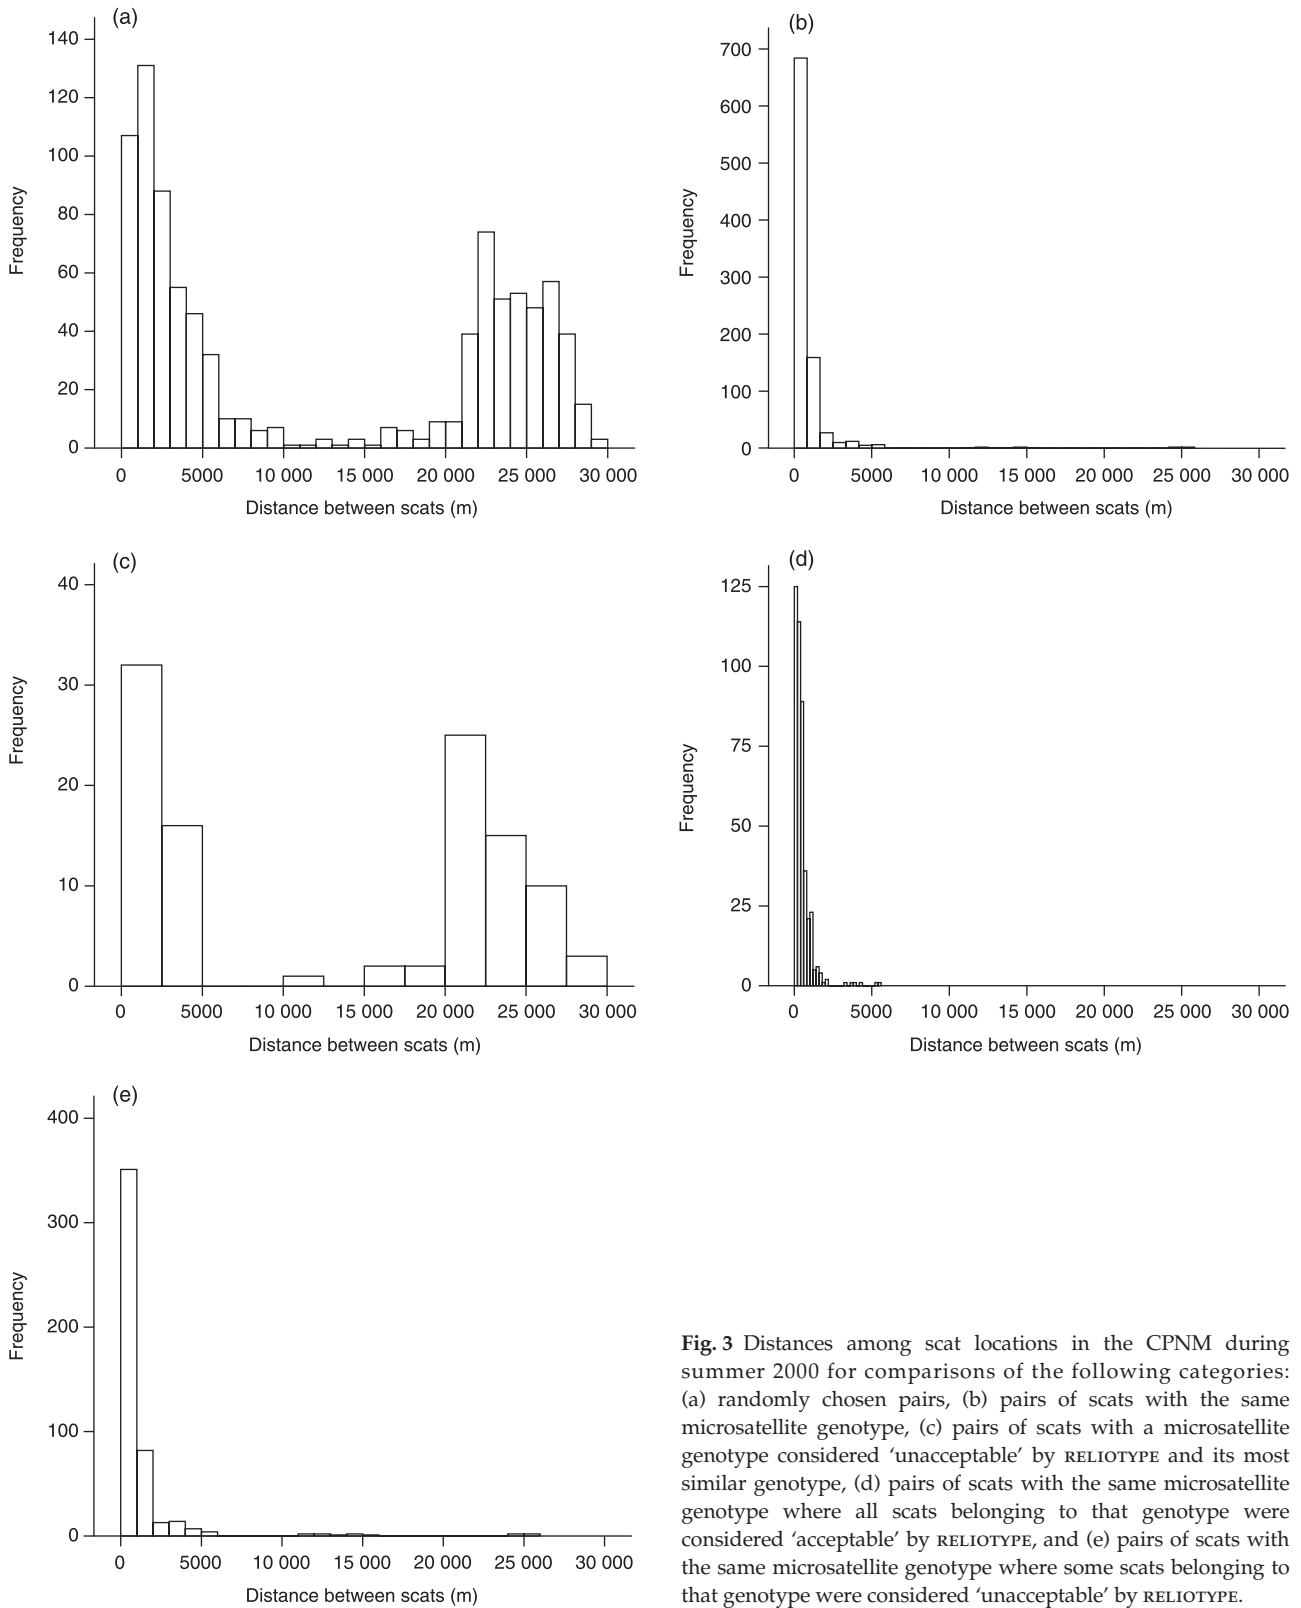 (a)
140
120
100
80
60
40
20
0
Frequency
0 5000 10 000 15 000 20 000 25 000 30 000
Distance between scats (m)
(b)
700
600
500
400
300
200
100
0
Frequency
0 5000 10 000 15 000 20 000 25 000 30 000
Distance between scats (m)
(c)
40
30
20
10
0
Frequency
0 5000 10 000 15 000 20 000 25 000 30 000
Distance between scats (m)
(d)
125
100
75
50
25
0
Frequency
0 5000 10 000 15 000 20 000 25 000 30 000
Distance between scats (m)
(e)
400
300
200
100
0
Frequency
0 5000 10 000 15 000 20 000 25 000 30 000
Distance between scats (m)
Fig. 3 Distances among scat locations in the CPNM during
summer 2000 for comparisons of the following categories:
(a) randomly chosen pairs, (b) pairs of scats with the same
microsatellite genotype, (c) pairs of scats with a microsatellite
genotype considered ‘unacceptable’ by RELIOTYPE and its most
similar genotype, (d) pairs of scats with the same microsatellite
genotype where all scats belonging to that genotype were
considered ‘acceptable’ by RELIOTYPE, and (e) pairs of scats with
the same microsatellite genotype where some scats belonging to
that genotype were considered ‘unacceptable’ by RELIOTYPE.